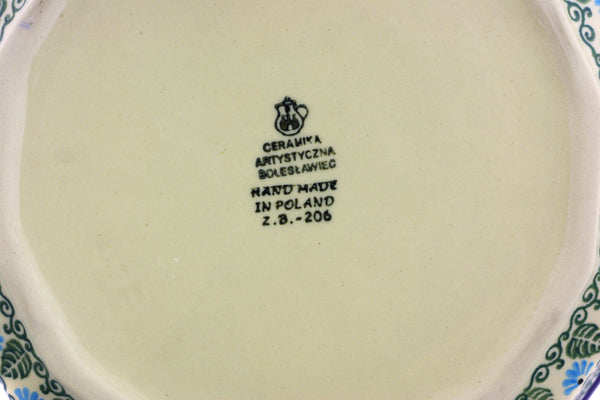 CERAMIKA
ARTYSTYCZNA
BOLESŁAWIEC
HAND MADE
IN POLAND
Z.B.-206